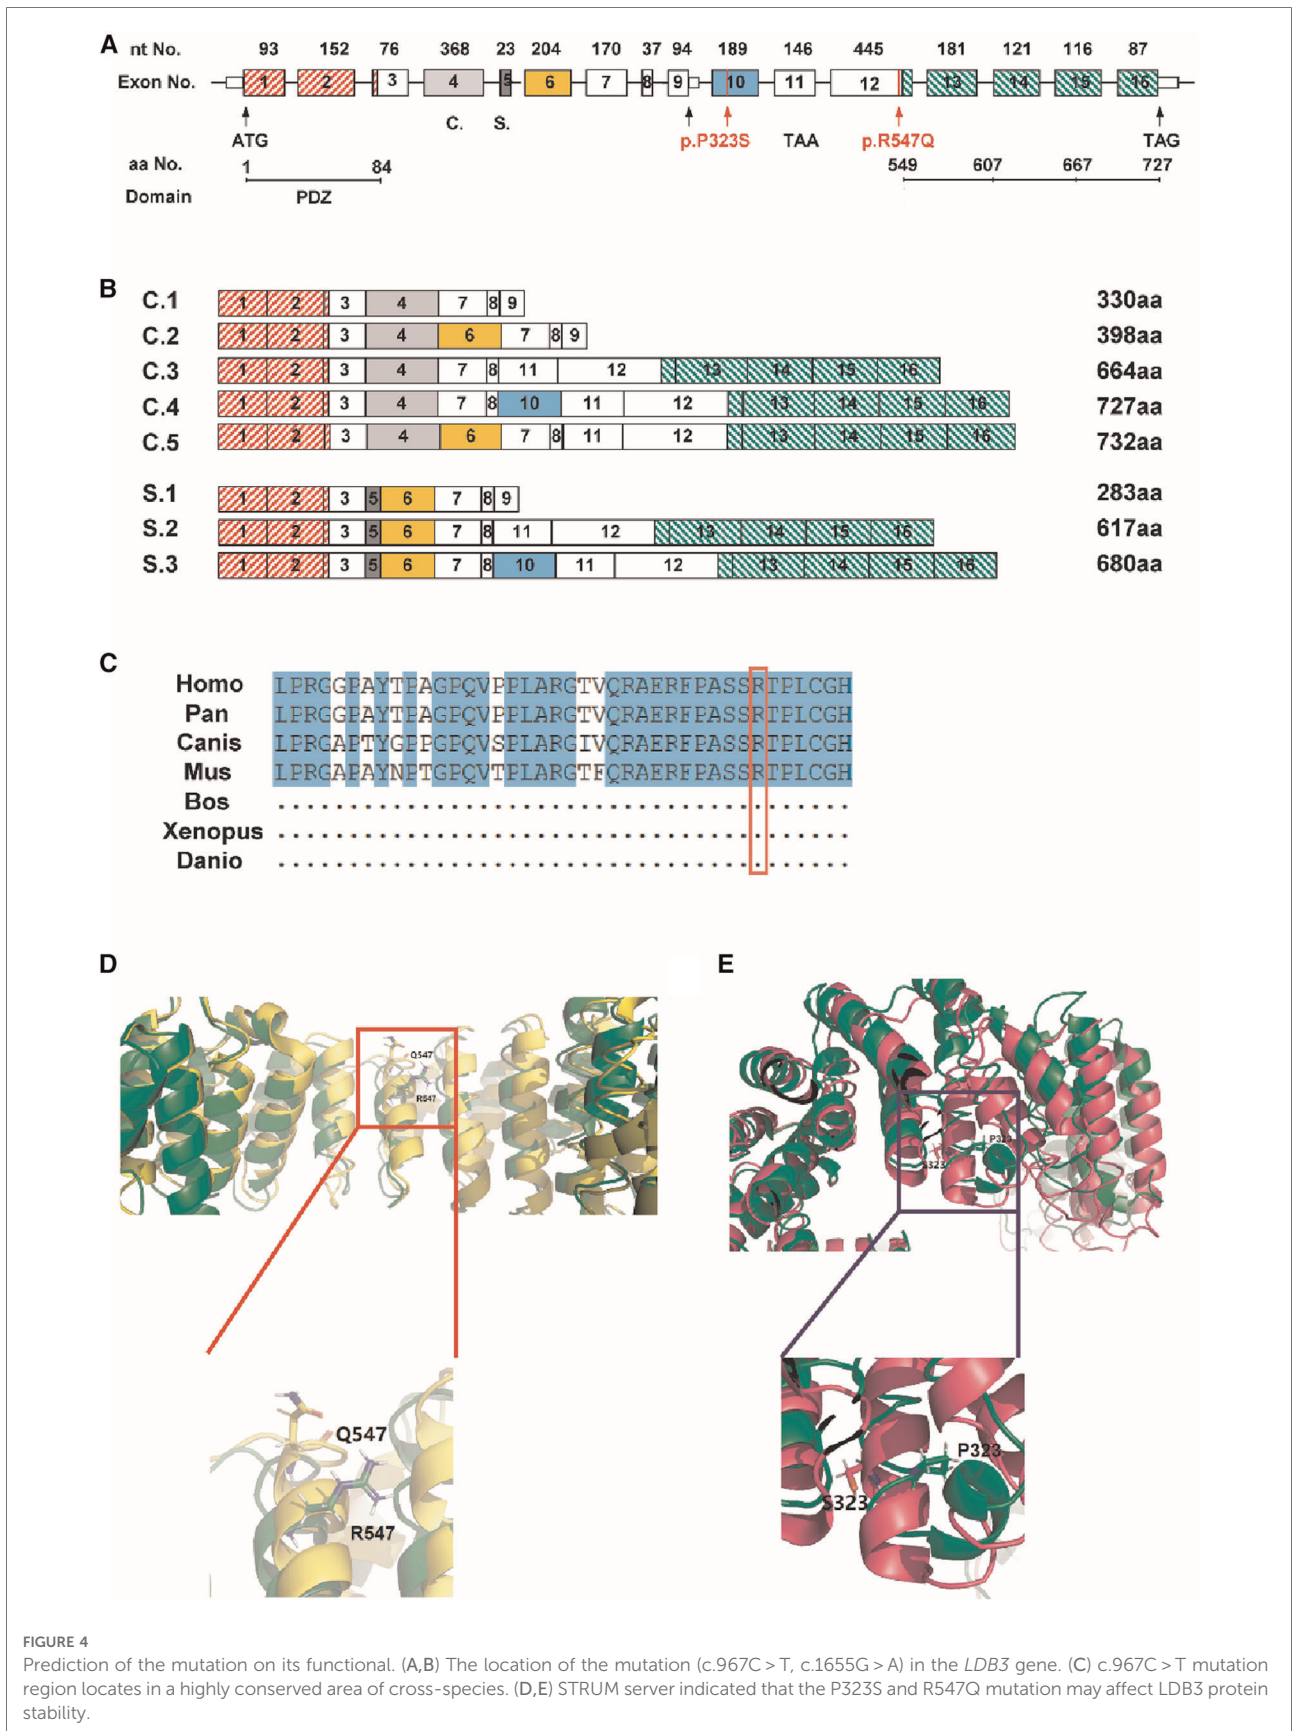 A nt No. 93 152 76 368 23 204 170 37 94 189 146 445 181 121 116 87
Exon No. 1 2 3 4 5 6 7 8 9 10 11 12 13 14 15 16
C. S.
ATG p.P323S TAA p.R547Q TAG
aa No. 1 84 549 607 667 727
Domain PDZ
B
C.1 1 2 3 4 7 8 9 330aa
C.2 1 2 3 4 6 7 8 9 398aa
C.3 1 2 3 4 7 8 11 12 13 14 15 16 664aa
C.4 1 2 3 4 7 8 10 11 12 13 14 15 16 727aa
C.5 1 2 3 4 6 7 8 11 12 13 14 15 16 732aa
S.1 1 2 3 5 6 7 8 9 283aa
S.2 1 2 3 5 6 7 8 11 12 13 14 15 16 617aa
S.3 1 2 3 5 6 7 8 10 11 12 13 14 15 16 680aa
C
Homo LPRGGPAYTPAGPQVPPLARGTVQRAERFPASSRTPLCGH
Pan LPRGGPAYTPAGPQVPPLARGTVQRAERFPASSRTPLCGH
Canis LPRGAPTYGPPGPQVSPLARGIVQRAERFPASSRTPLCGH
Mus LPRGAPAYNPTGPQVTPLARGTFQRAERFPASSRTPLCGH
Bos ........................................
Xenopus ........................................
Danio ........................................
D E
Q547
R547
P323
S323
Q547
R547
P323
S323
FIGURE 4
Prediction of the mutation on its functional. (A,B) The location of the mutation (c.967C > T, c.1655G > A) in the LDB3 gene. (C) c.967C > T mutation
region locates in a highly conserved area of cross-species. (D,E) STRUM server indicated that the P323S and R547Q mutation may affect LDB3 protein
stability.